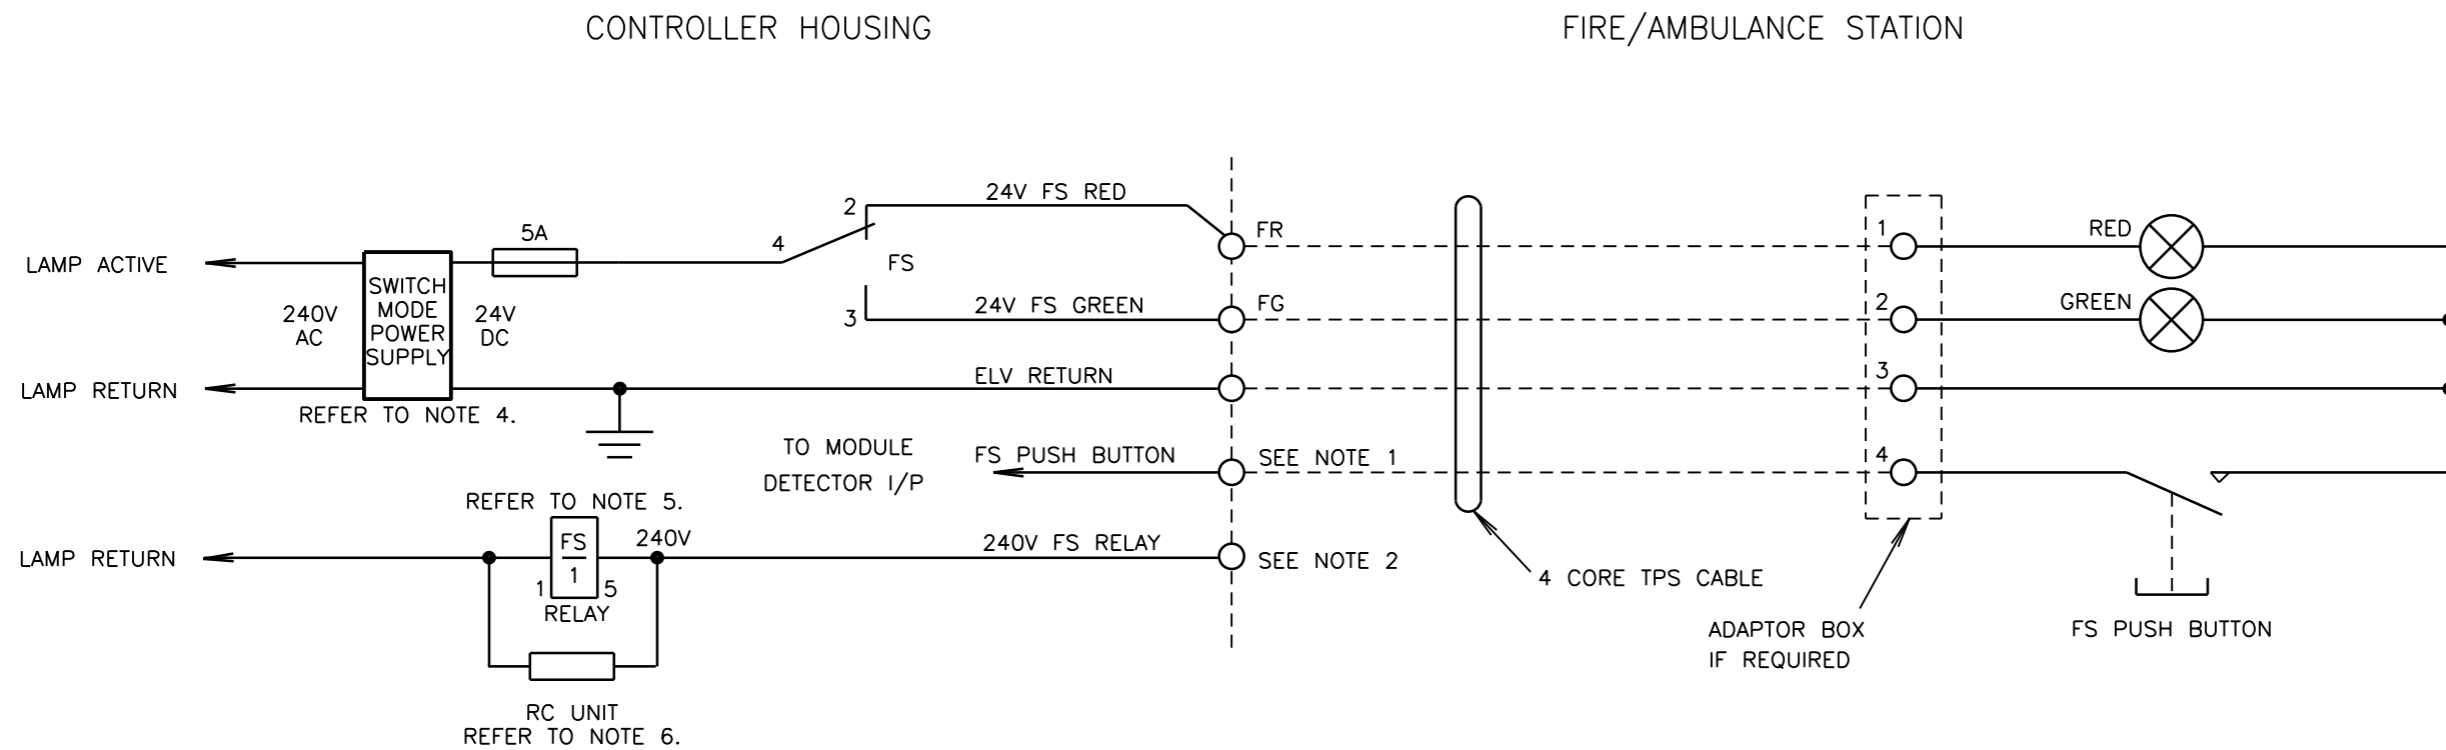 CONTROLLER HOUSING
FIRE/AMBULANCE STATION
LAMP ACTIVE
240V
AC
SWITCH
MODE
POWER
SUPPLY
24V
DC
5A
4
2
3
FS
24V FS RED
FR
24V FS GREEN
FG
LAMP RETURN
REFER TO NOTE 4.
ELV RETURN
TO MODULE
DETECTOR I/P
FS PUSH BUTTON
SEE NOTE 1
REFER TO NOTE 5.
LAMP RETURN
FS
1
1
5
RELAY
240V
240V FS RELAY
SEE NOTE 2
RC UNIT
REFER TO NOTE 6.
4 CORE TPS CABLE
1
2
3
4
RED
GREEN
ADAPTOR BOX
IF REQUIRED
FS PUSH BUTTON